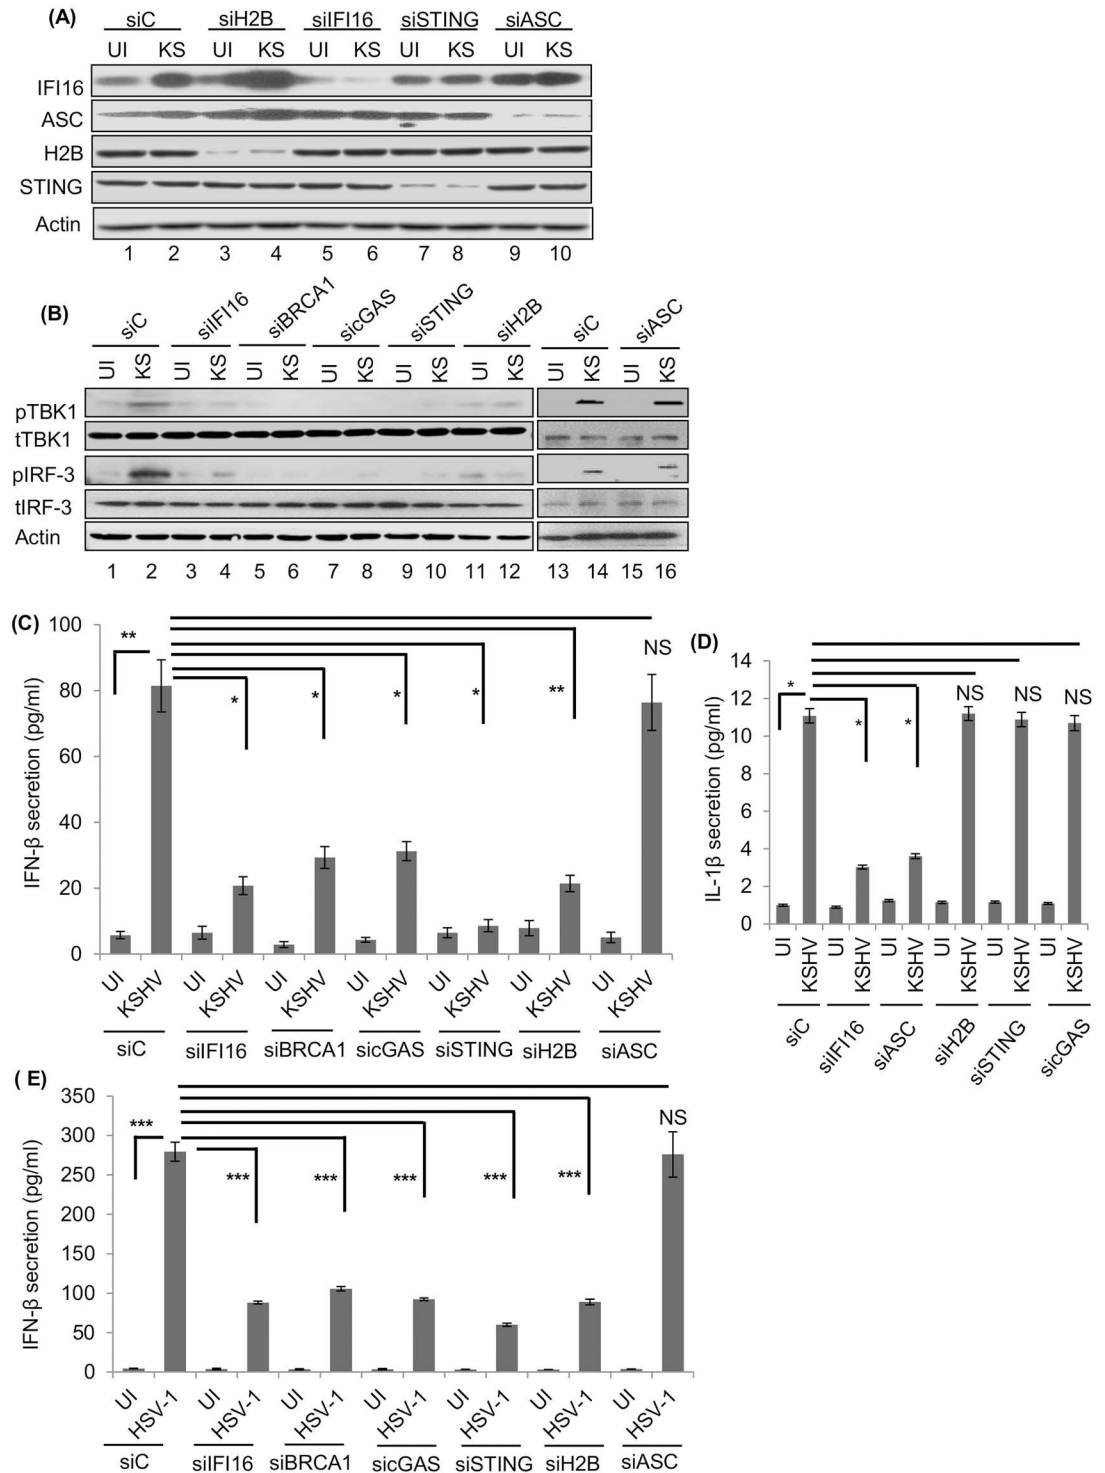 (A)
siC siH2B siIFI16 siSTING siASC
UI KS UI KS UI KS UI KS UI KS
IFI16
ASC
H2B
STING
Actin
1 2 3 4 5 6 7 8 9 10
(B)
siC siIFI16 siBRCA1 sicGAS siSTING siH2B siC siASC
UI KS UI KS UI KS UI KS UI KS UI KS UI KS UI KS
pTBK1
tTBK1
pIRF-3
tIRF-3
Actin
1 2 3 4 5 6 7 8 9 10 11 12 13 14 15 16
(C)
IFN-β secretion (pg/ml)
100
80
60
40
20
0
** * * * * ** NS
UI KSHV UI KSHV UI KSHV UI KSHV UI KSHV UI KSHV UI KSHV
siC siIFI16 siBRCA1 sicGAS siSTING siH2B siASC
(D)
IL-1β secretion (pg/ml)
14
12
10
8
6
4
2
0
* * * NS NS NS
UI KSHV UI KSHV UI KSHV UI KSHV UI KSHV UI KSHV
siC siIFI16 siASC siH2B siSTING sicGAS
( E)
IFN-β secretion (pg/ml)
350
300
250
200
150
100
50
0
*** *** *** *** *** *** NS
UI HSV-1 UI HSV-1 UI HSV-1 UI HSV-1 UI HSV-1 UI HSV-1 UI HSV-1
siC siIFI16 siBRCA1 sicGAS siSTING siH2B siASC